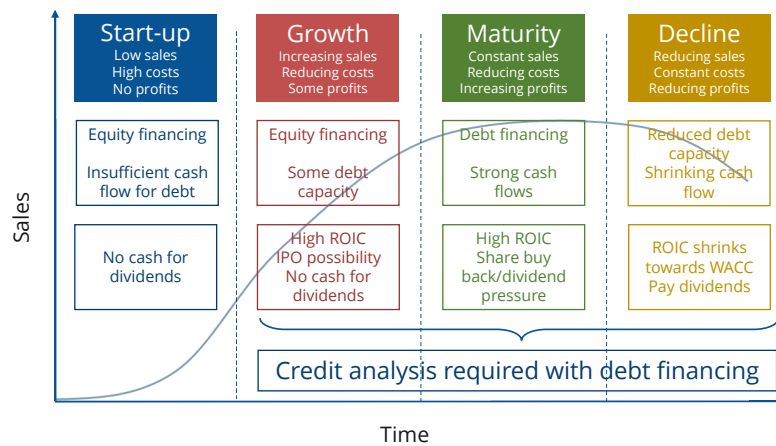 Start-up
Low sales
High costs
No profits
Growth
Increasing sales
Reducing costs
Some profits
Maturity
Constant sales
Reducing costs
Increasing profits
Decline
Reducing sales
Constant costs
Reducing profits
Equity financing
Insufficient cash
flow for debt
Equity financing
Some debt
capacity
Debt financing
Strong cash
flows
Reduced debt
capacity
Shrinking cash
flow
No cash for
dividends
High ROIC
IPO possibility
No cash for
dividends
High ROIC
Share buy
back/dividend
pressure
ROIC shrinks
towards WACC
Pay dividends
Credit analysis required with debt financing
Sales
Time